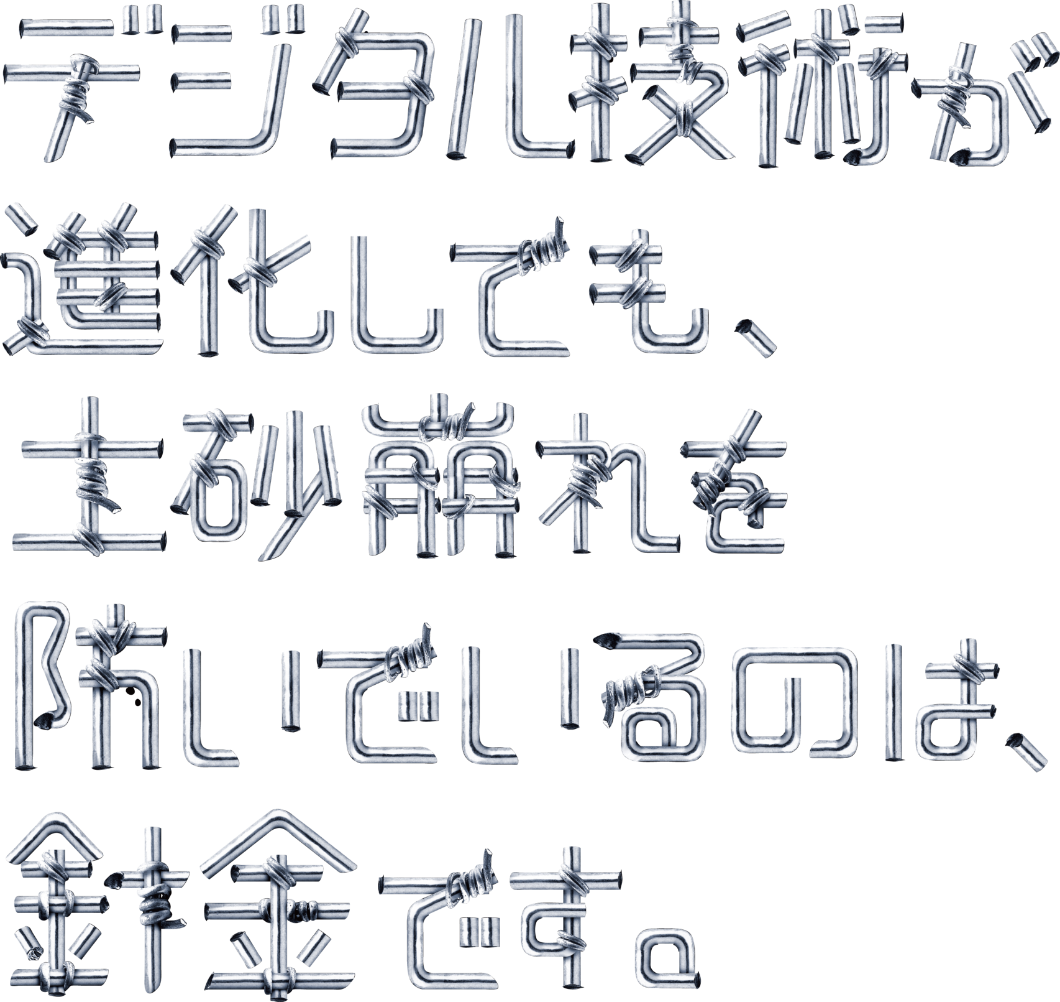 デジタル技術が
進化しても、
土砂崩れを
防いでいるのは、
針金です。